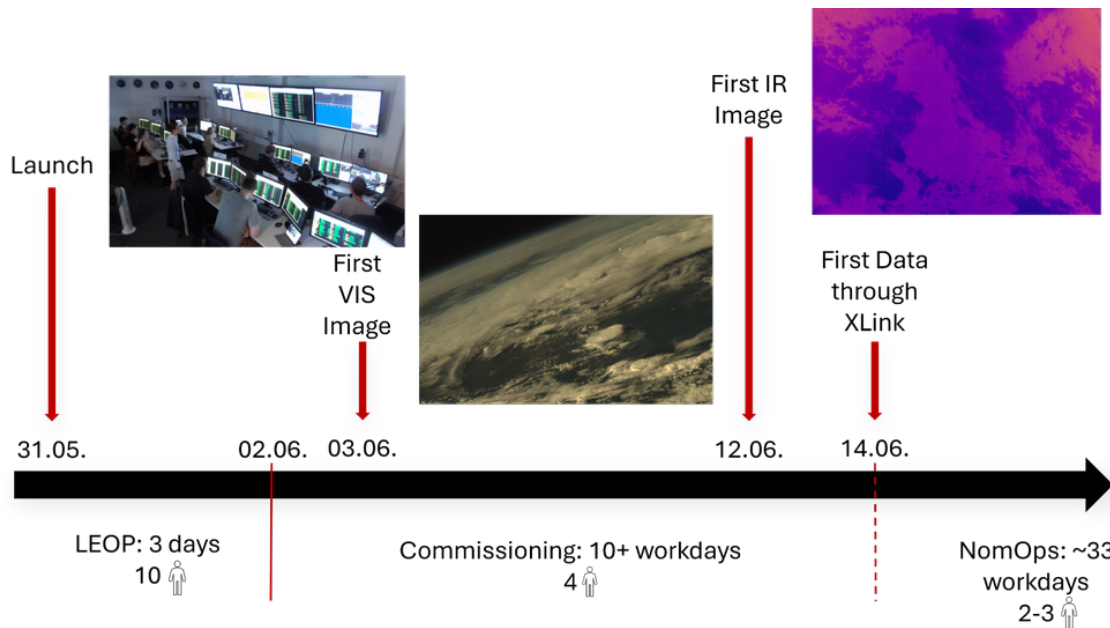 Launch
First
VIS
Image
First IR
Image
First Data
through
XLink
31.05.
02.06.
03.06.
12.06.
14.06.
LEOP: 3 days
10
Commissioning: 10+ workdays
4
NomOps: ~33
workdays
2-3